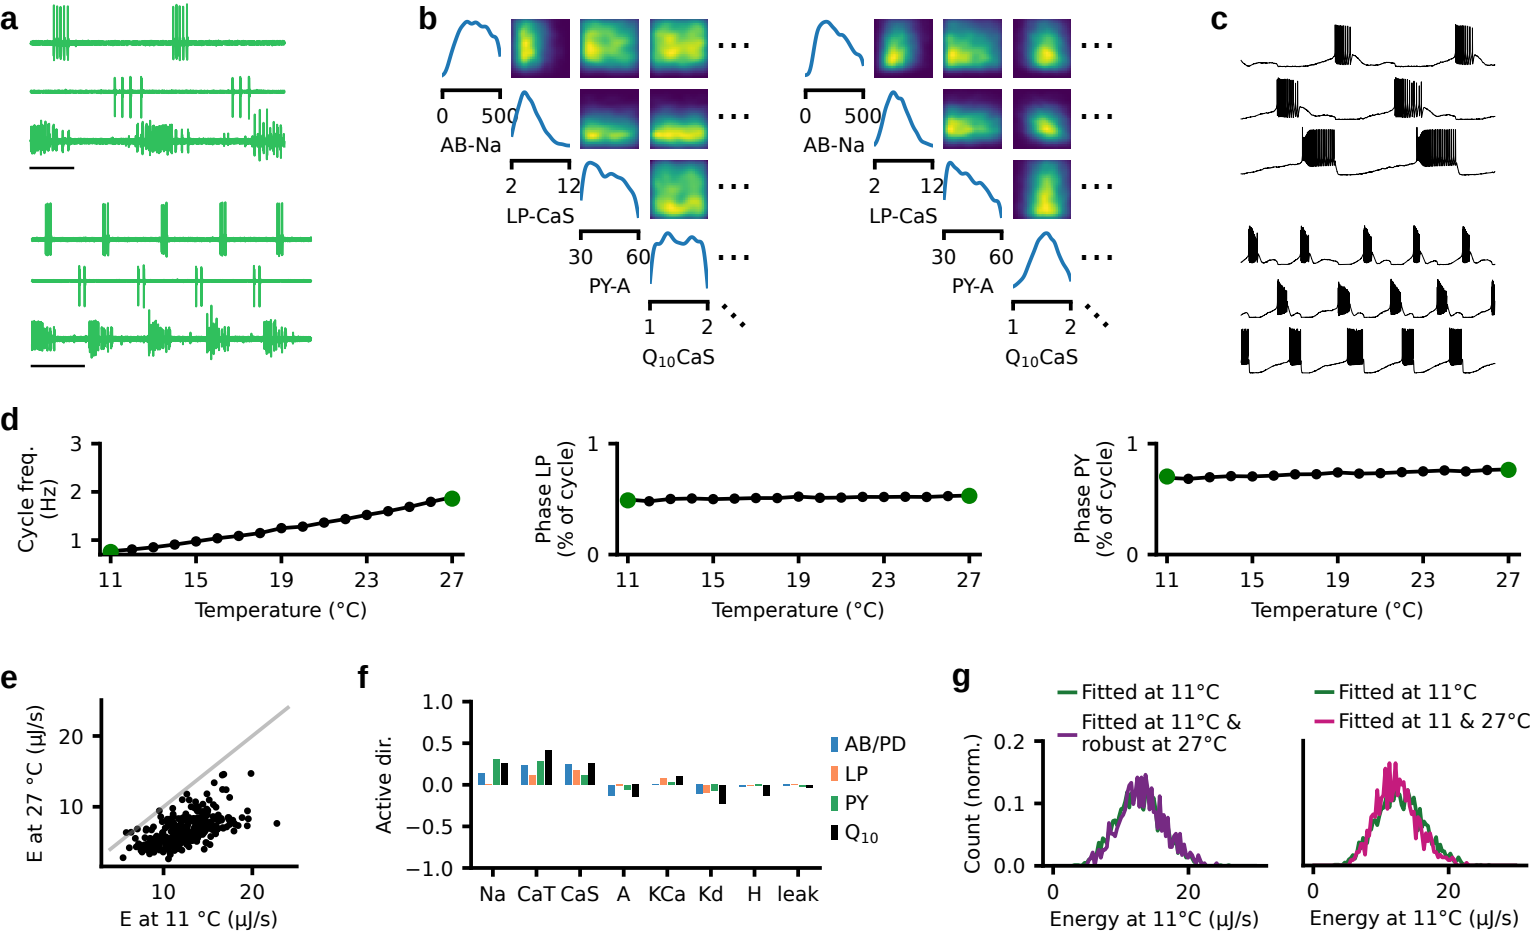 a
b
c
0 500
AB-Na
2 12
LP-CaS
30 60
PY-A
1 2
Q10CaS
0 500
AB-Na
2 12
LP-CaS
30 60
PY-A
1 2
Q10CaS
d
Cycle freq.
(Hz)
3
2
1
11 15 19 23 27
Temperature (°C)
Phase LP
(% of cycle)
1
0
11 15 19 23 27
Temperature (°C)
Phase PY
(% of cycle)
1
0
11 15 19 23 27
Temperature (°C)
e
E at 27 °C (μJ/s)
20
10
10 20
E at 11 °C (μJ/s)
f
Active dir.
1.0
0.5
0.0
−0.5
−1.0
Na CaT CaS A KCa Kd H leak
AB/PD
LP
PY
Q10
g
Fitted at 11°C
Fitted at 11°C &
robust at 27°C
Count (norm.)
0.2
0.1
0.0
0 20
Energy at 11°C (μJ/s)
Fitted at 11°C
Fitted at 11 & 27°C
0 20
Energy at 11°C (μJ/s)